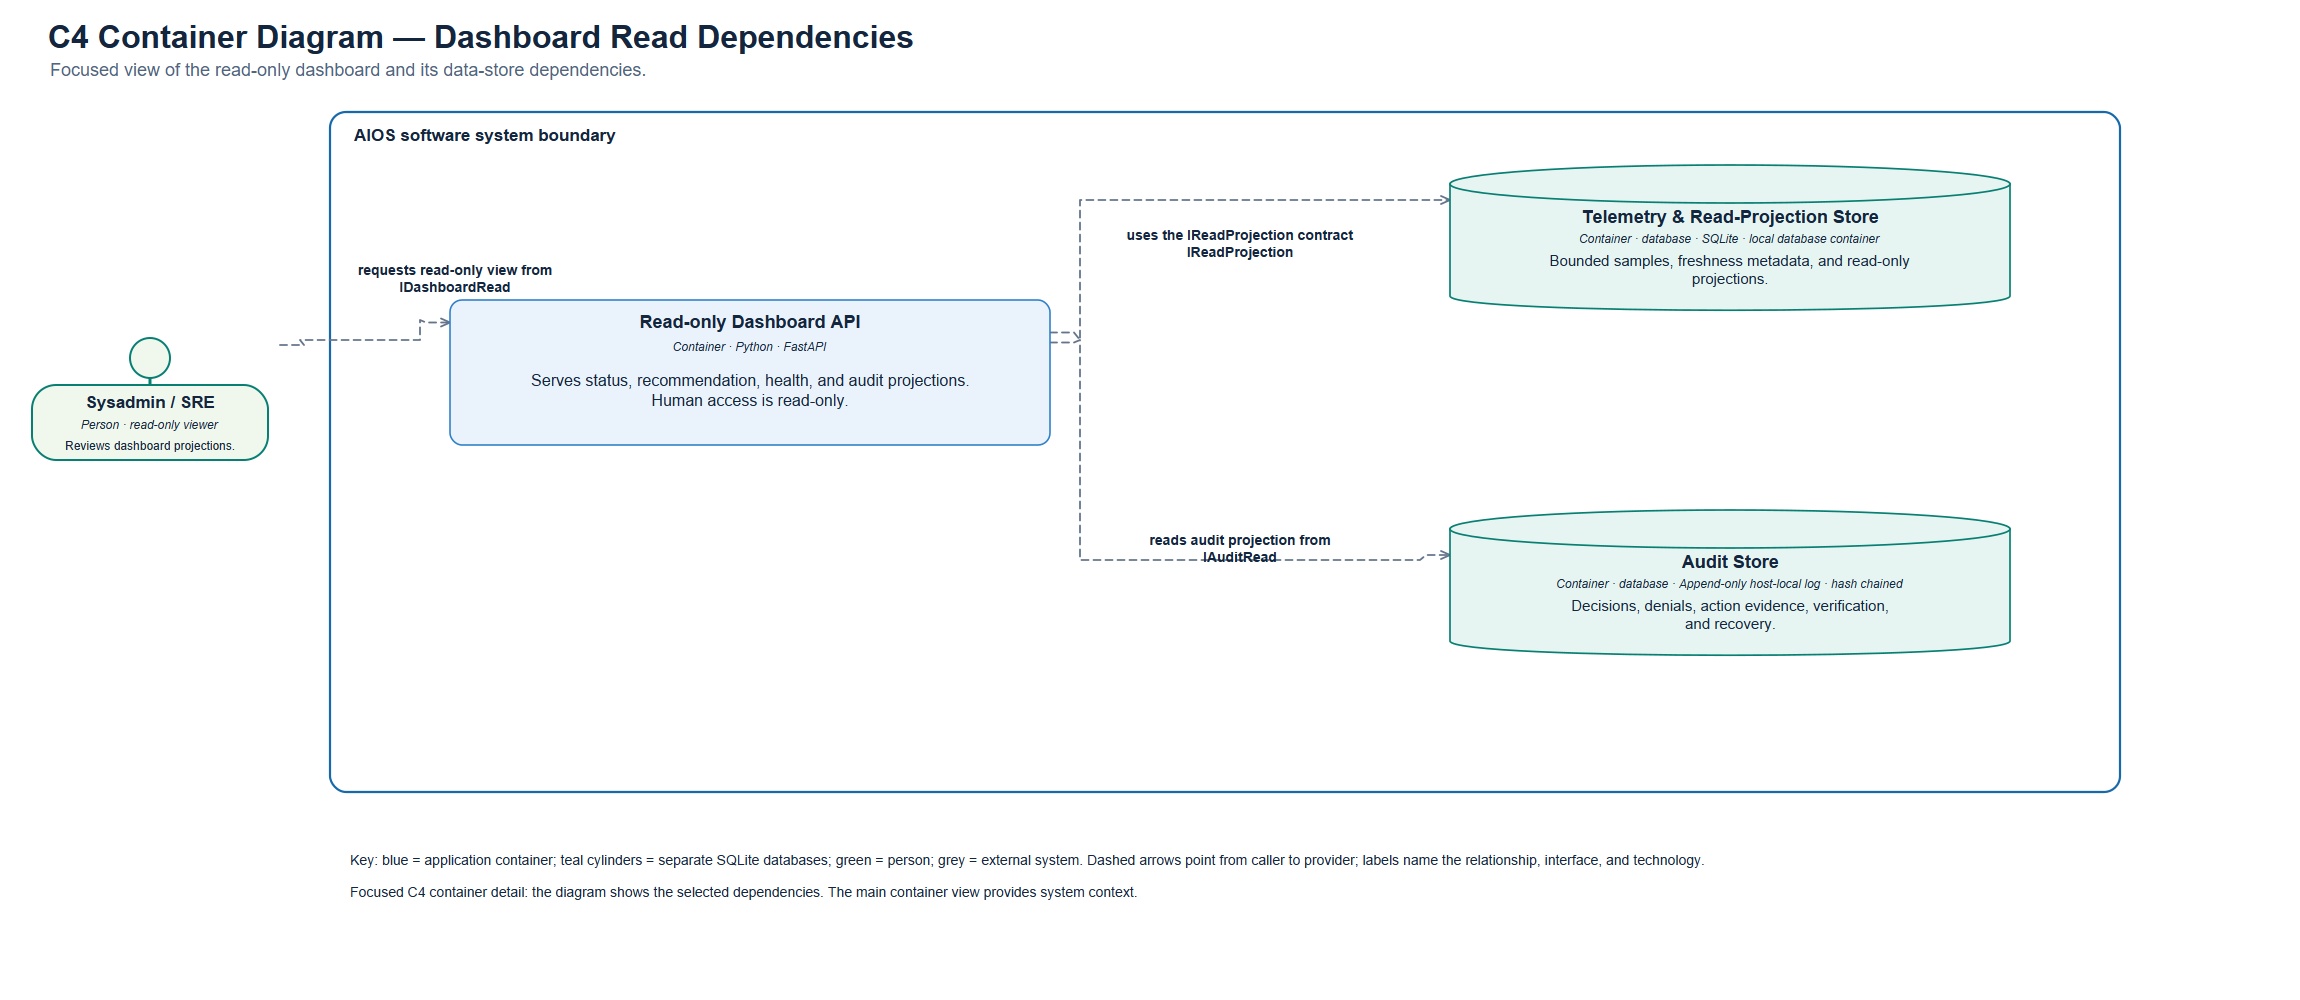 C4 Container Diagram — Dashboard Read Dependencies
Focused view of the read-only dashboard and its data-store dependencies.
AIOS software system boundary
requests read-only view from
IDashboardRead
Sysadmin / SRE
Person · read-only viewer
Reviews dashboard projections.
Read-only Dashboard API
Container · Python · FastAPI
Serves status, recommendation, health, and audit projections.
Human access is read-only.
uses the IReadProjection contract
IReadProjection
Telemetry & Read-Projection Store
Container · database · SQLite · local database container
Bounded samples, freshness metadata, and read-only
projections.
reads audit projection from
IAuditRead
Audit Store
Container · database · Append-only host-local log · hash chained
Decisions, denials, action evidence, verification,
and recovery.
Key: blue = application container; teal cylinders = separate SQLite databases; green = person; grey = external system. Dashed arrows point from caller to provider; labels name the relationship, interface, and technology.
Focused C4 container detail: the diagram shows the selected dependencies. The main container view provides system context.